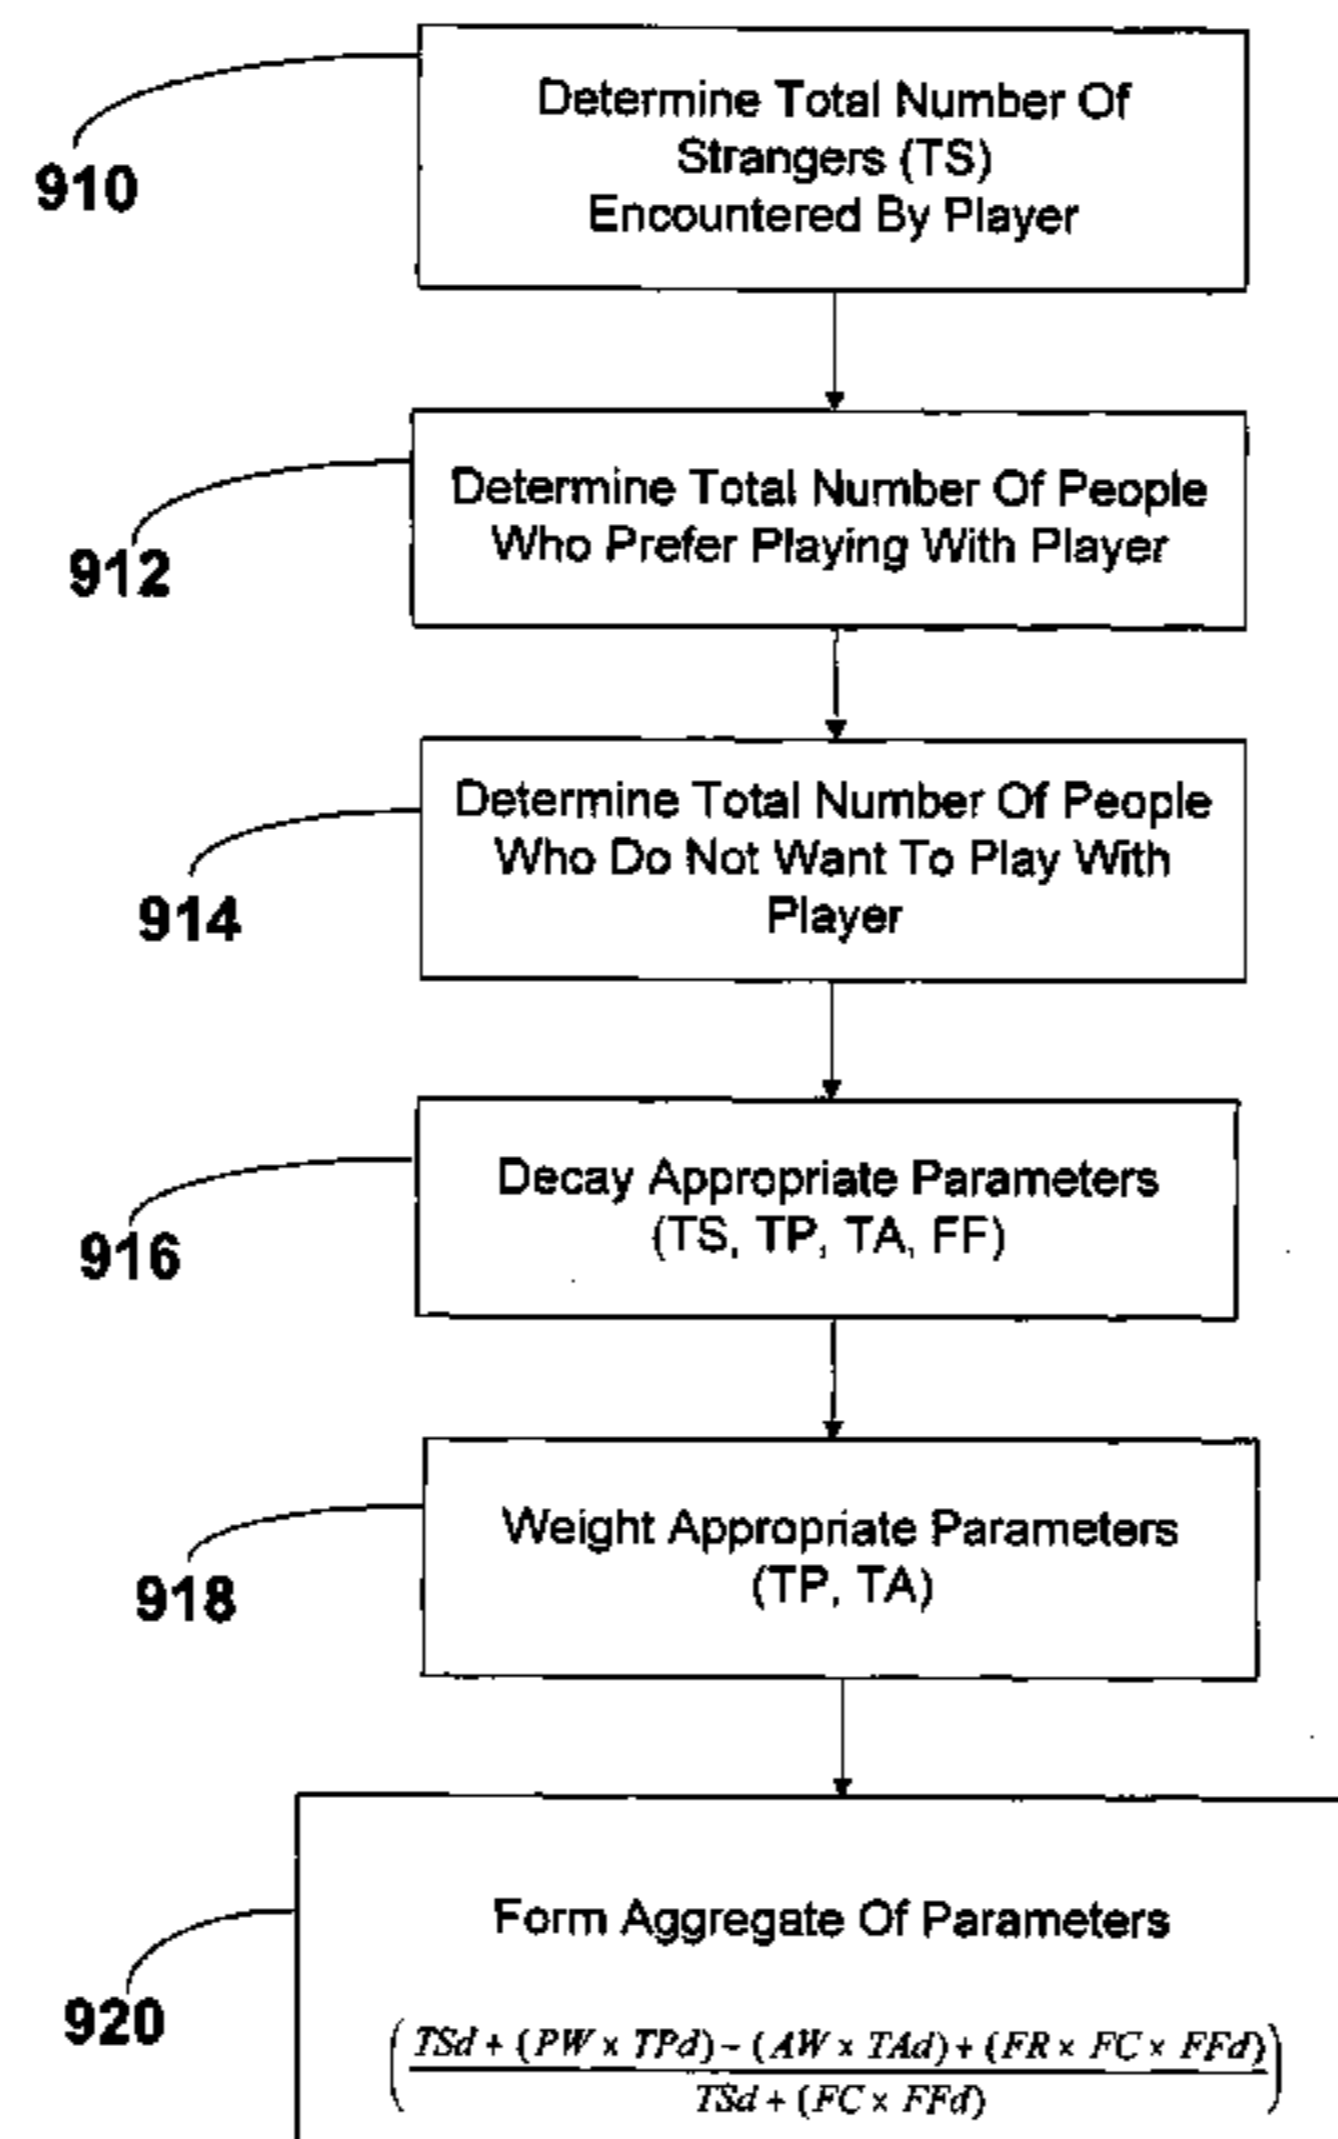 Determine Total Number Of
Strangers (TS)
Encountered By Player
910
Determine Total Number Of People
Who Prefer Playing With Player
912
Determine Total Number Of People
Who Do Not Want To Play With
Player
914
Decay Appropriate Parameters
(TS, TP, TA, FF)
916
Weight Appropriate Parameters
(TP, TA)
918
Form Aggregate Of Parameters
920
TSd + (PW × TPd) - (AW × TAd) + (FR × FC × FFd)
TSd + (FC × FFd)